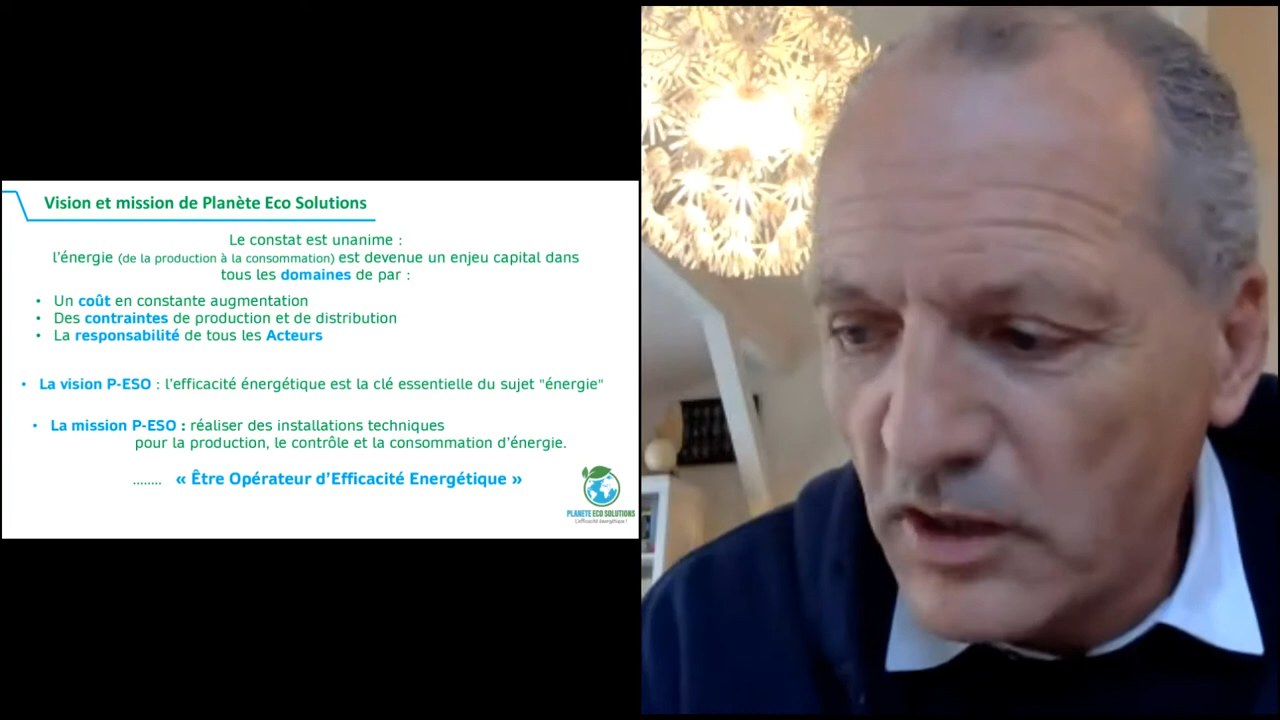 Vision et mission de Planète Eco Solutions
Le constat est unanime :
l'énergie (de la production à la consommation) est devenue un enjeu capital dans
tous les domaines de par :
• Un coût en constante augmentation
• Des contraintes de production et de distribution
• La responsabilité de tous les Acteurs
• La vision P-ESO : l'efficacité énergétique est la clé essentielle du sujet "énergie"
• La mission P-ESO : réaliser des installations techniques
pour la production, le contrôle et la consommation d'énergie.
........ « Être Opérateur d'Efficacité Energétique »
PLANETE ECO SOLUTIONS
L'efficacité énergétique !